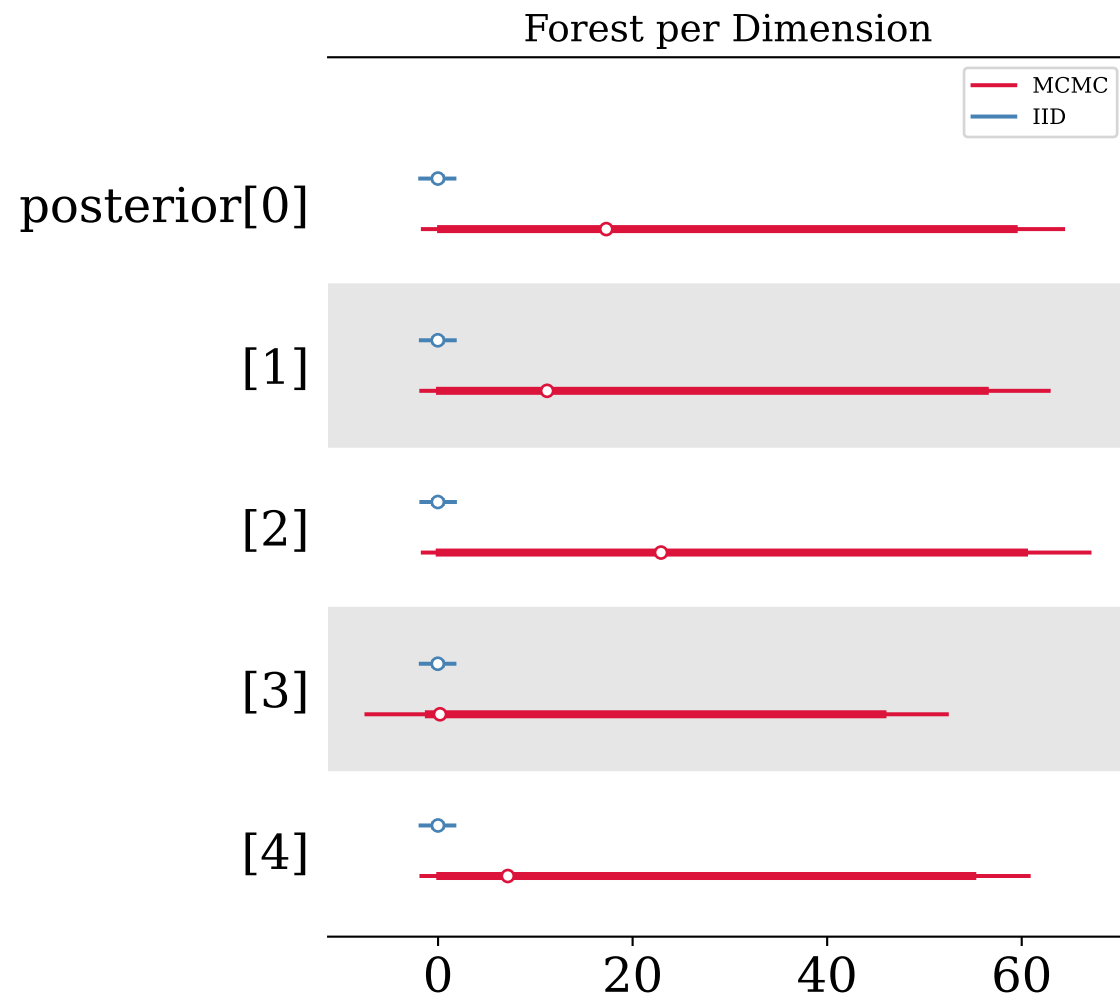 Forest per Dimension
MCMC
IID
posterior[0]
[1]
[2]
[3]
[4]
0 20 40 60